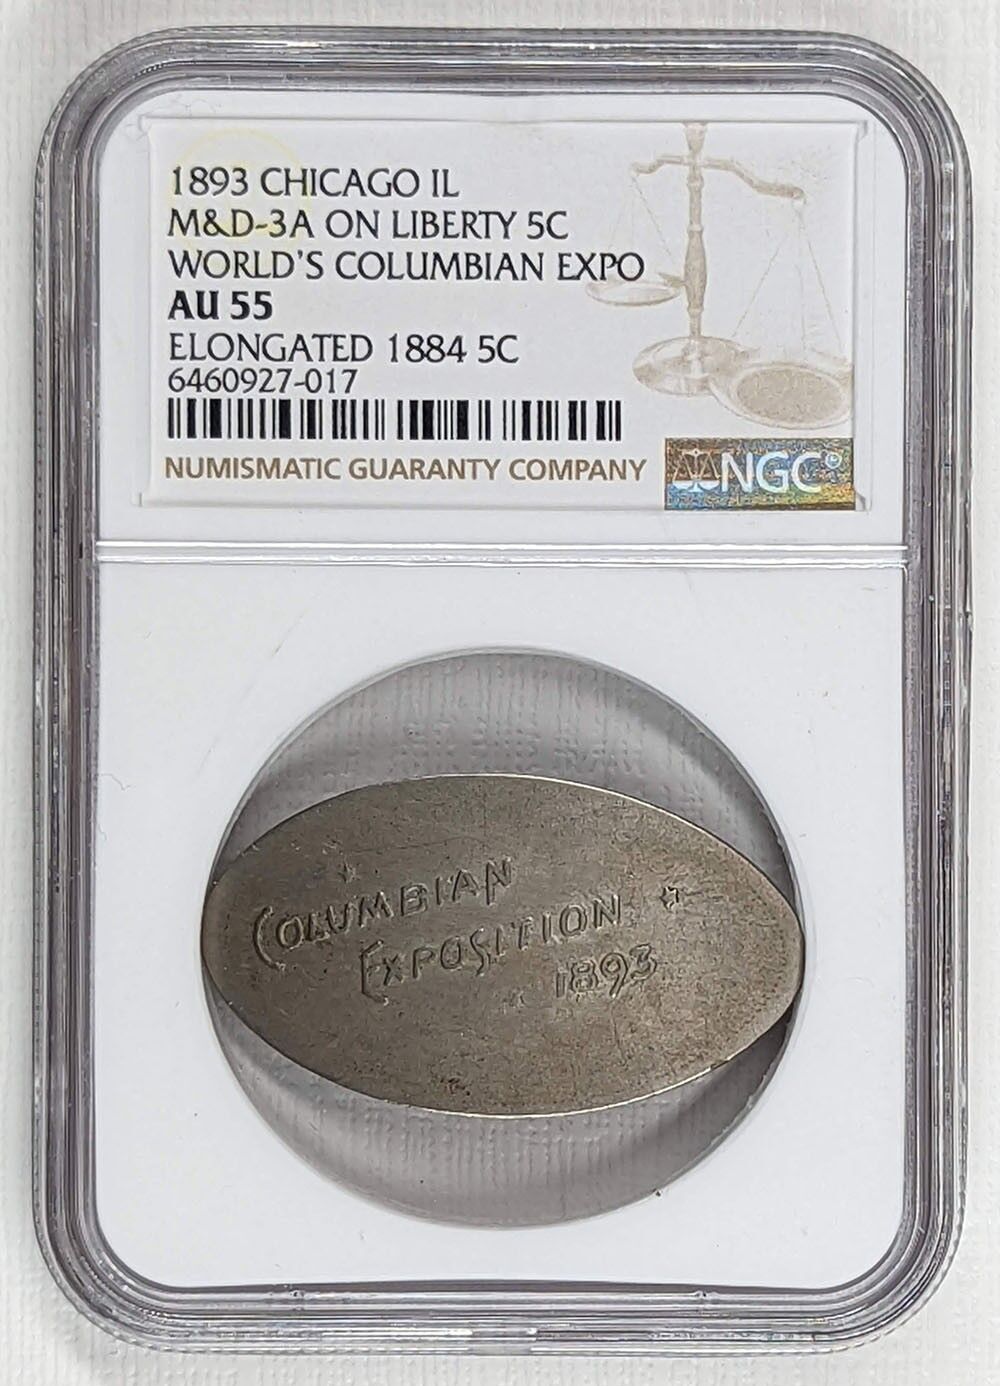 1893 CHICAGO IL
M&D-3A ON LIBERTY 5C
WORLD'S COLUMBIAN EXPO
AU 55
ELONGATED 1884 5C
6460927-017
NUMISMATIC GUARANTY COMPANY
NGC®
COLUMBIAN
EXPOSITION
1893